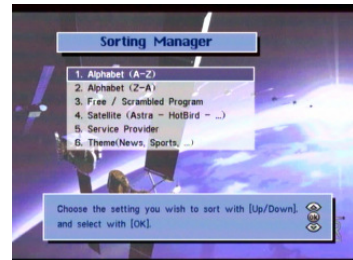 Sorting Manager
1. Alphabet (A-Z)
2. Alphabet (Z-A)
3. Free / Scrambled Program
4. Satellite (Astra - HotBird - ...)
5. Service Provider
6. Theme(News, Sports, ...)
Choose the setting you wish to sort with [Up/Down].
and select with [OK].
Ok